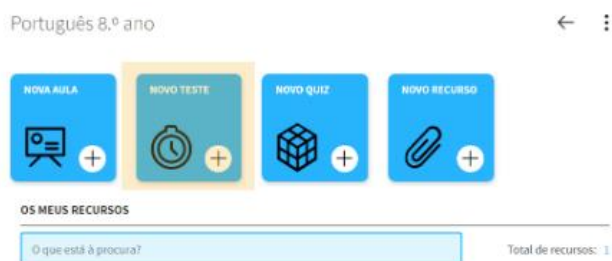 Português 8.º ano
NOVA AULA
NOVO TESTE
NOVO QUIZ
NOVO RECURSO
OS MEUS RECURSOS
O que está à procura?
Total de recursos: 1